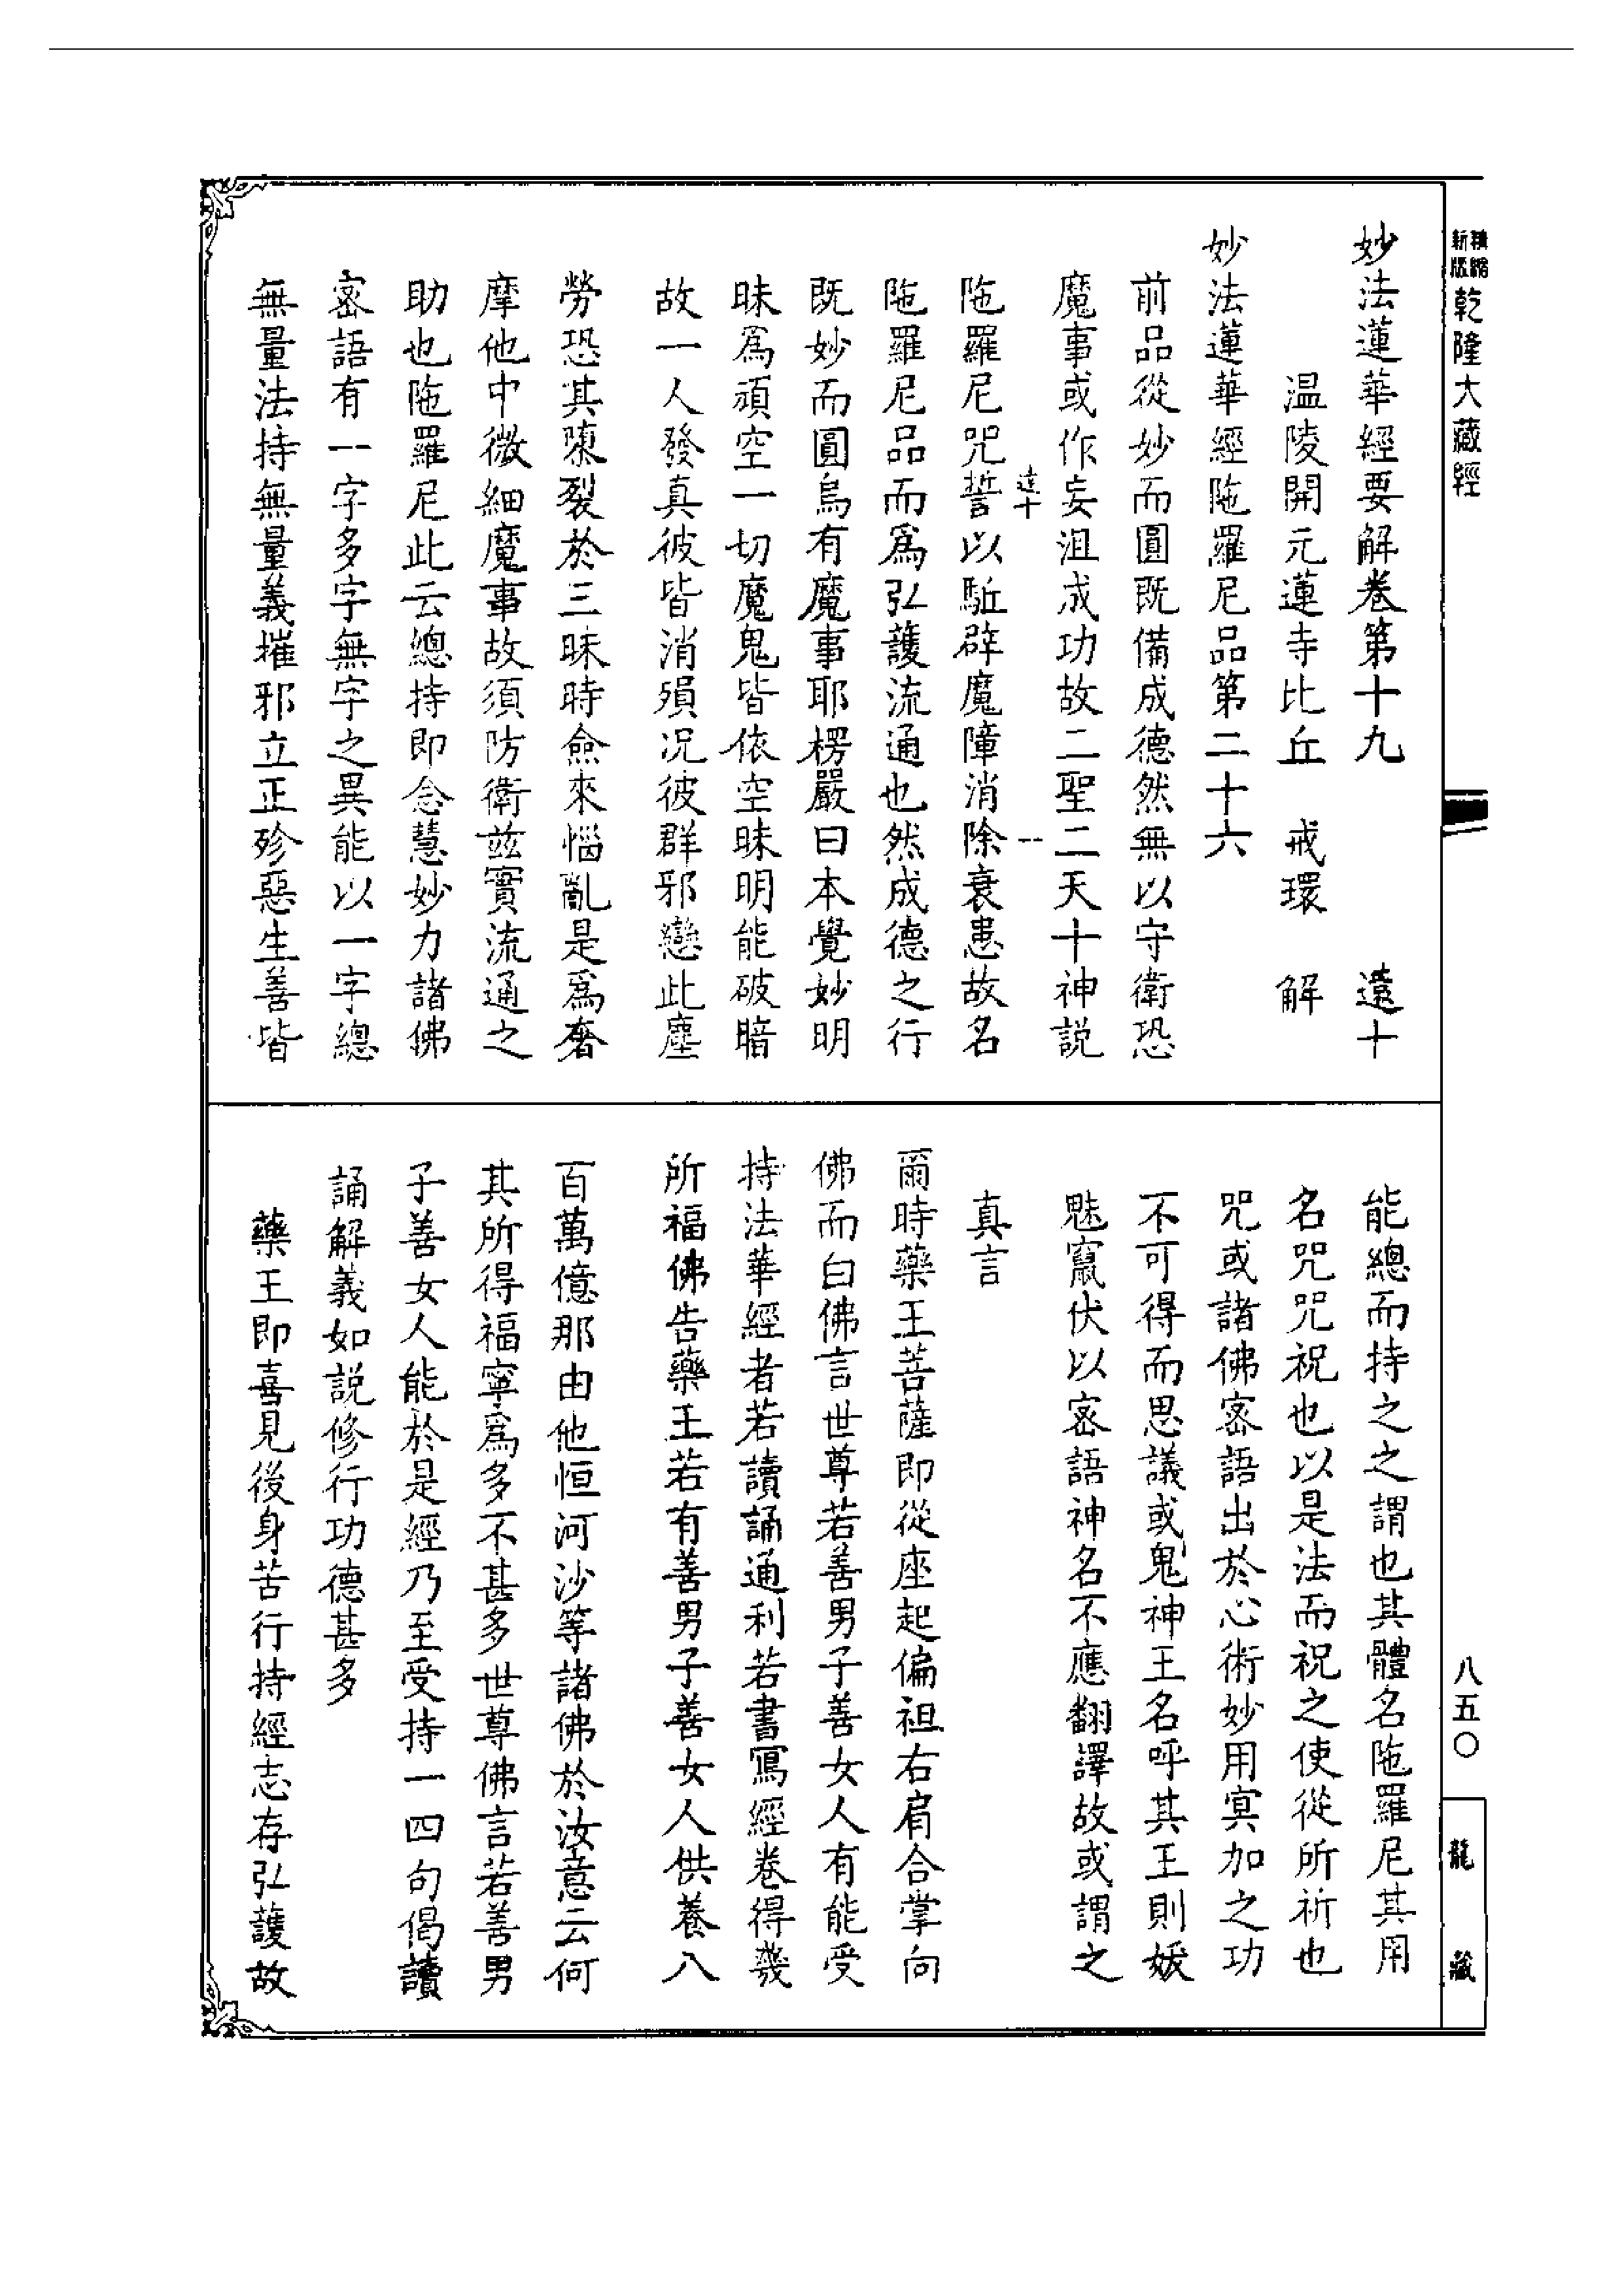 精縮新版乾隆大藏經
妙法蓮華經要解卷第十九 遠十
温陵開元蓮寺比丘 戒環 解
妙法蓮華經陁羅尼品第二十六
前品從妙而圓既備成德然無以守衛恐
魔事或作妄沮成功故二聖二天十神説
遠十 一
陁羅尼咒誓以駈辟魔障消除衰患故名
陁羅尼品而爲弘護流通也然成德之行
既妙而圓烏有魔事耶楞嚴曰本覺妙明
昧爲頑空一切魔鬼皆依空昧明能破暗
故一人發真彼皆消殞况彼群邪戀此塵
勞恐其隙裂於三昧時僉來惱亂是爲奢
摩他中微細魔事故須防衛兹實流通之
助也陁羅尼此云總持即念慧妙力諸佛
密語有一字多字無字之異能以一字總
無量法持無量義摧邪立正殄惡生善皆
能總而持之之謂也其體名陁羅尼其用
名咒咒祝也以是法而祝之使從所祈也
咒或諸佛密語出於心術妙用冥加之功
不可得而思議或鬼神王名呼其王則妖
魅竄伏以密語神名不應翻譯故或謂之
真言
爾時藥王菩薩即從座起偏袒右肩合掌向
佛而白佛言世尊若善男子善女人有能受
持法華經者若讀誦通利若書寫經卷得幾
所福佛告藥王若有善男子善女人供養八
百萬億那由他恒河沙等諸佛於汝意云何
其所得福寧爲多不甚多世尊佛言若善男
子善女人能於是經乃至受持一四句偈讀
誦解義如説修行功德甚多
藥王即喜見後身苦行持經志存弘護故
八五〇
龍藏